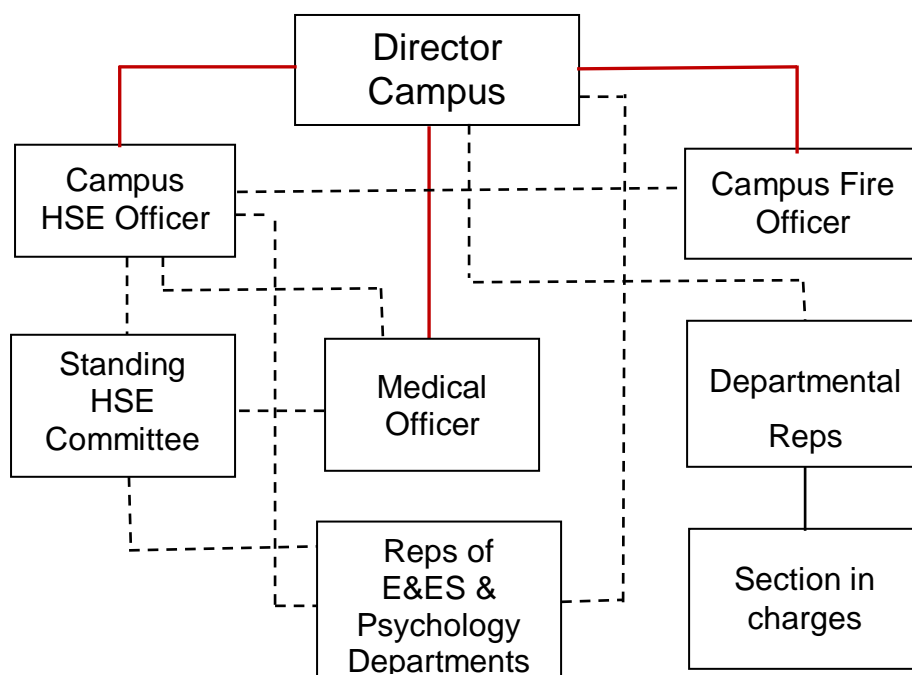 Director
Campus
Campus
HSE Officer
Campus Fire
Officer
Standing
HSE
Committee
Medical
Officer
Departmental
Reps
Reps of
E&ES &
Psychology
Departments
Section in
charges